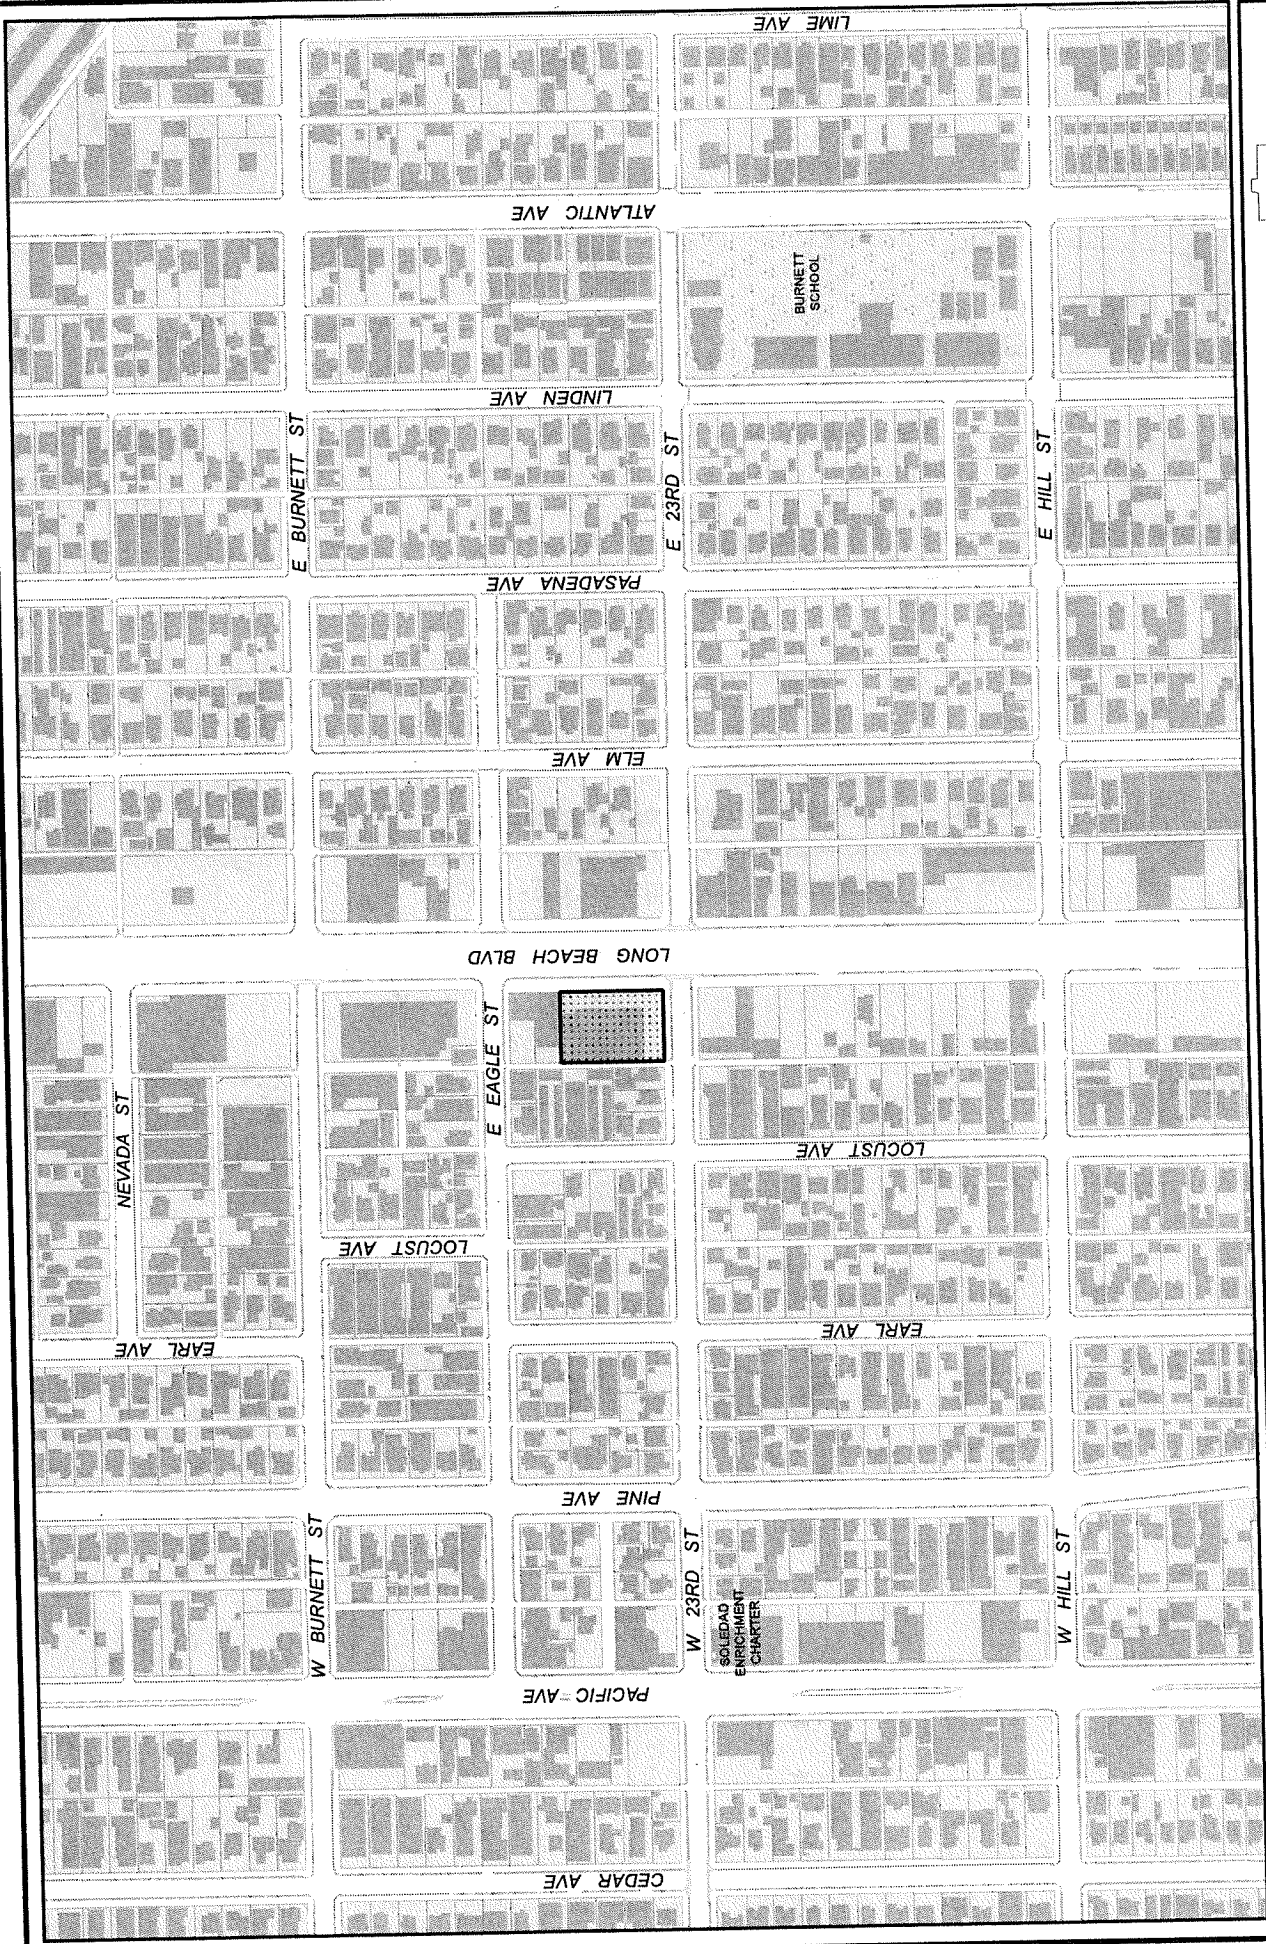 LIME AVE
ATLANTIC AVE
BURNETT
SCHOOL
LINDEN AVE
E BURNETT ST
E 23RD ST
E HILL ST
PASADENA AVE
ELM AVE
LONG BEACH BLVD
E EAGLE ST
NEVADA ST
LOCUST AVE
LOCUST AVE
EARL AVE
EARL AVE
PINE AVE
W BURNETT ST
W 23RD ST
W HILL ST
SOLEDAD
ENRICHMENT
CHARTER
PACIFIC AVE
CEDAR AVE